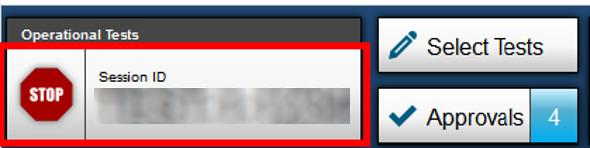 Operational Tests
Select Tests
STOP
Session ID
Approvals 4